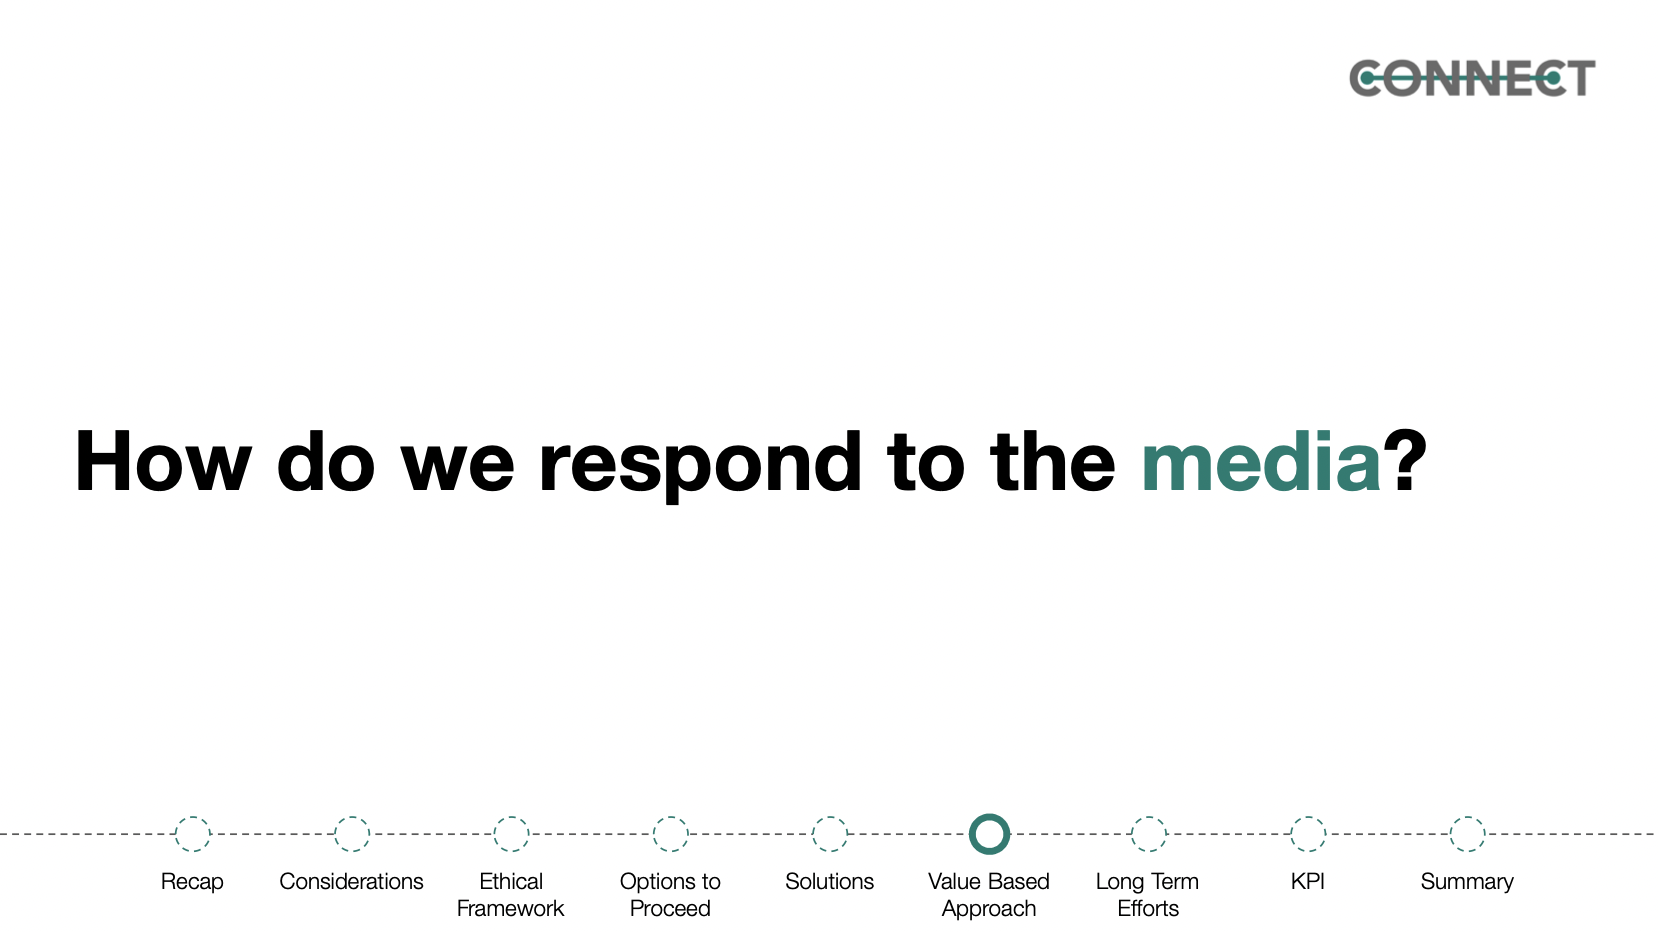 CONNECT
How do we respond to the media?
Recap
Considerations
Ethical
Framework
Options to
Proceed
Solutions
Value Based
Approach
Long Term
Efforts
KPI
Summary